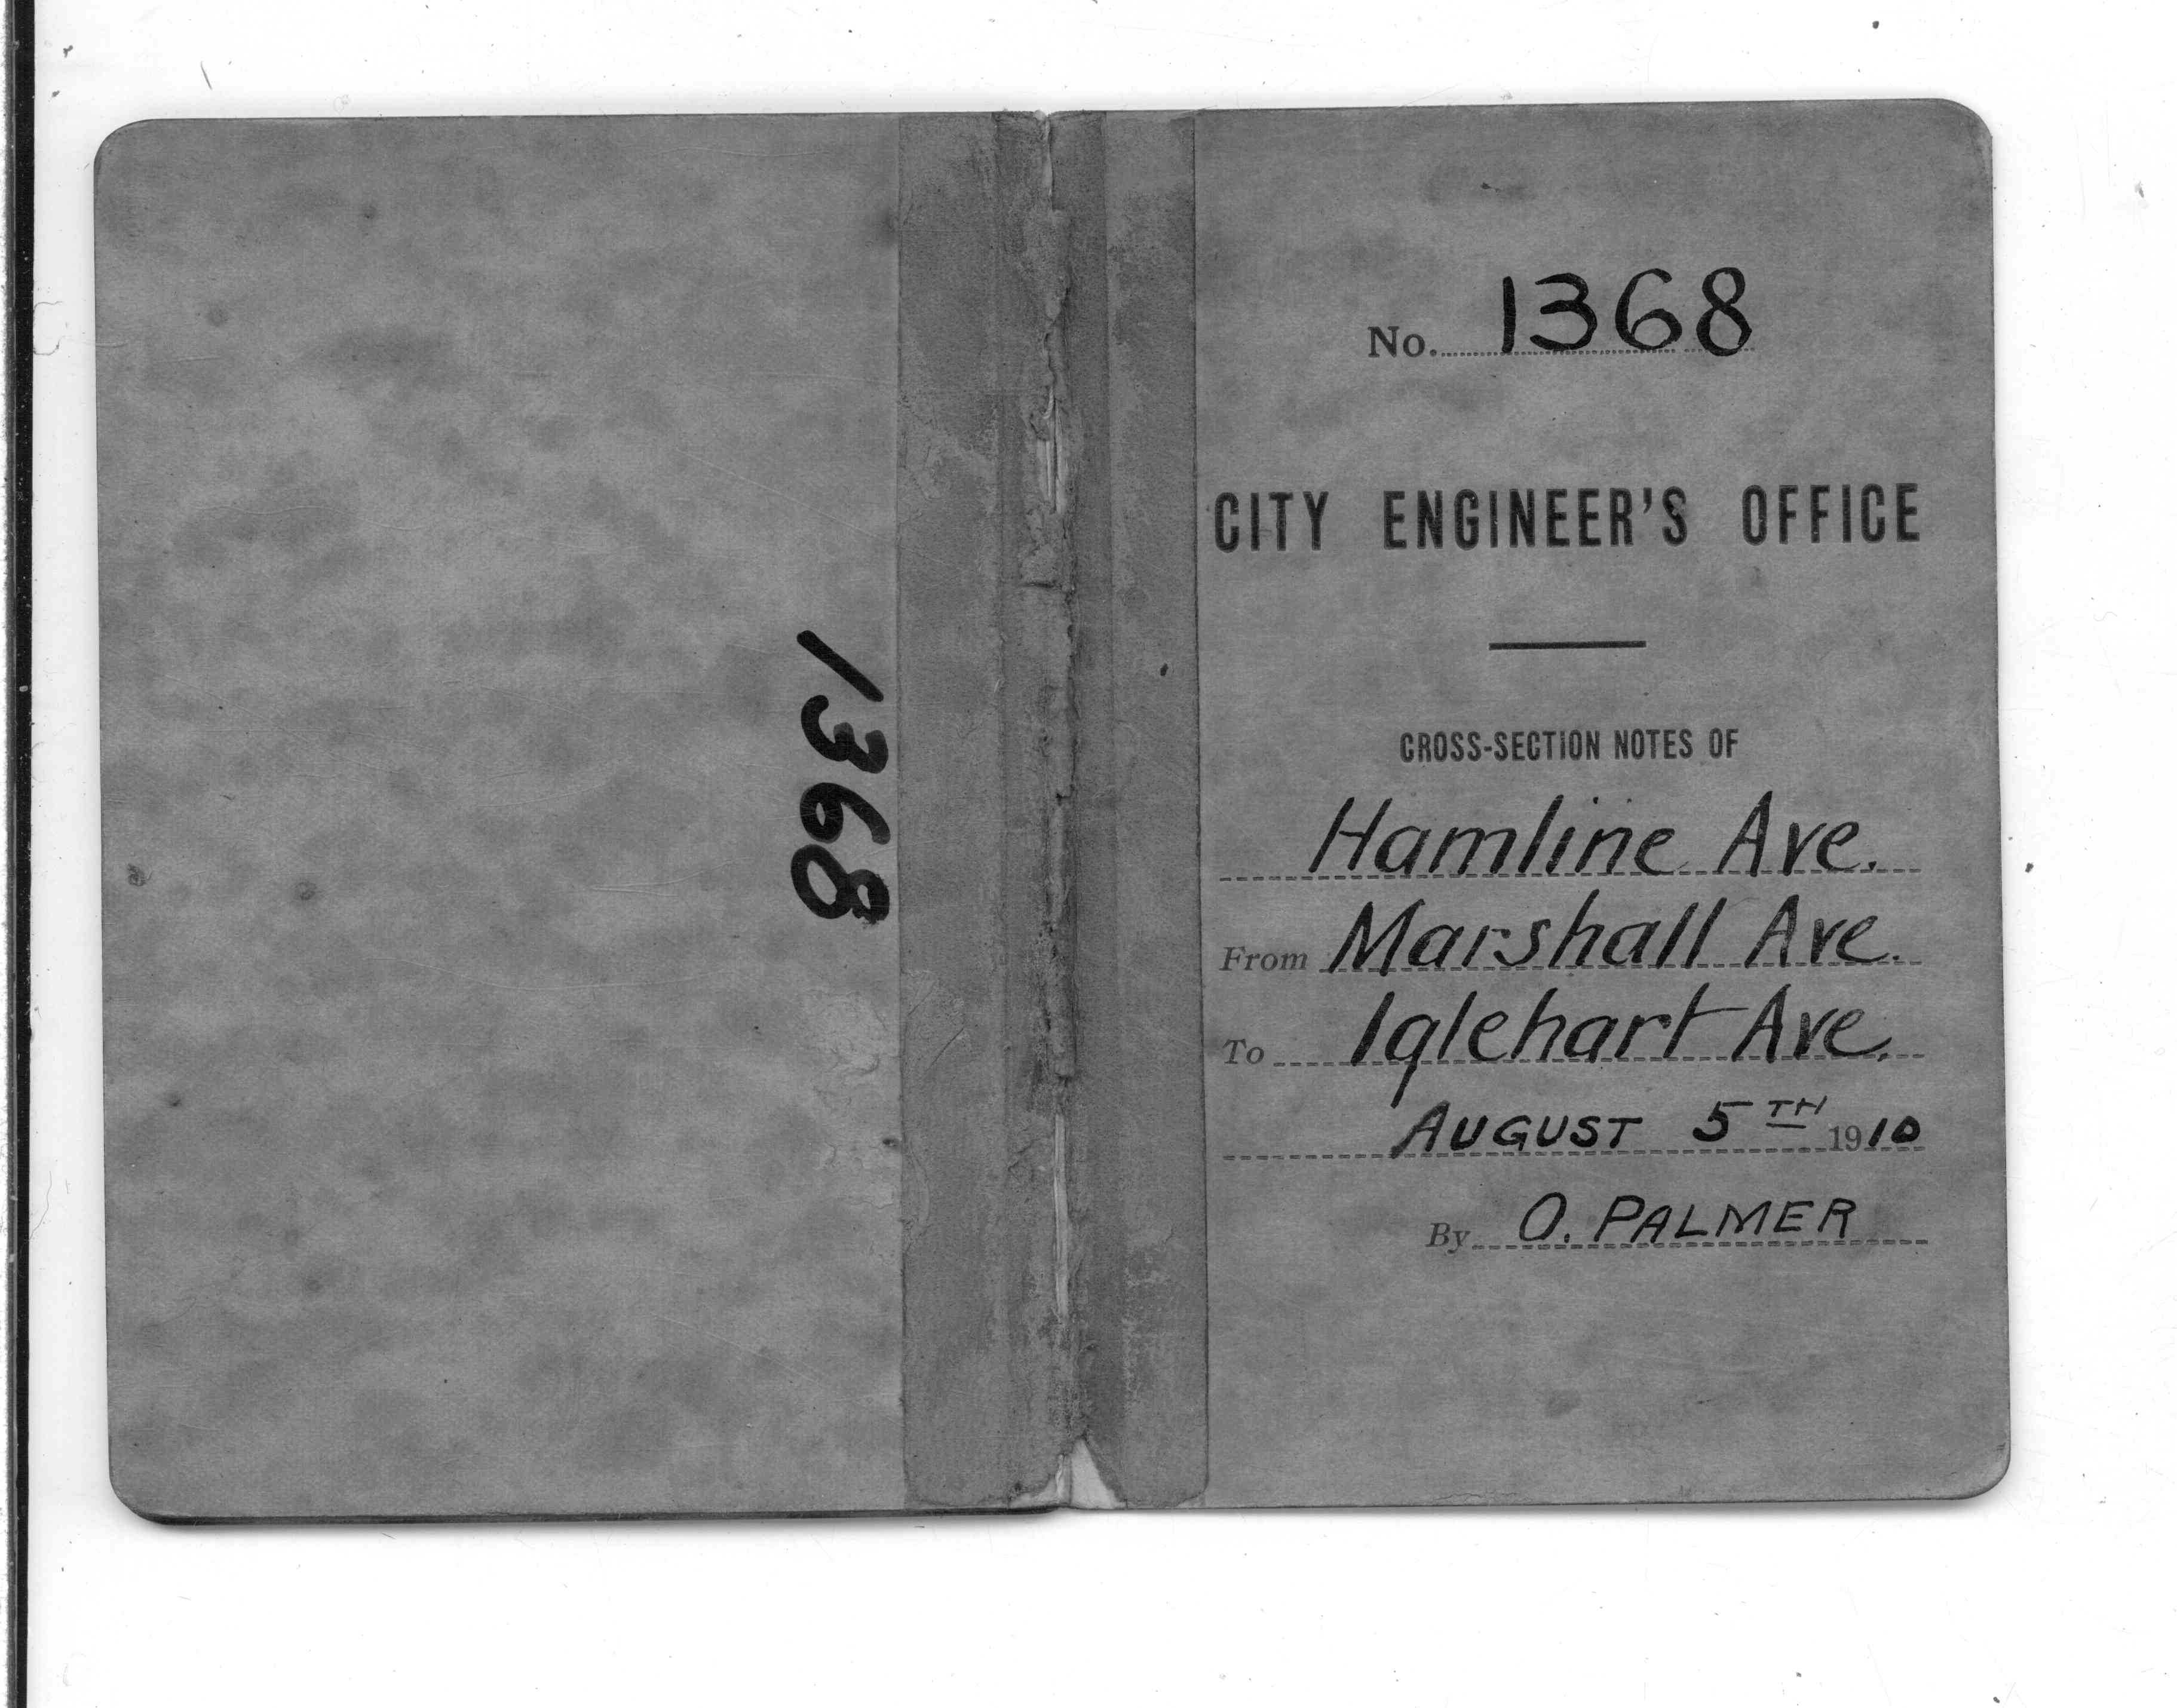 1368
No. 1368
CITY ENGINEER'S OFFICE
CROSS-SECTION NOTES OF
Hamline Ave.
From Marshall Ave.
To Iglehart Ave.
AUGUST 5TH 1910
By O. PALMER